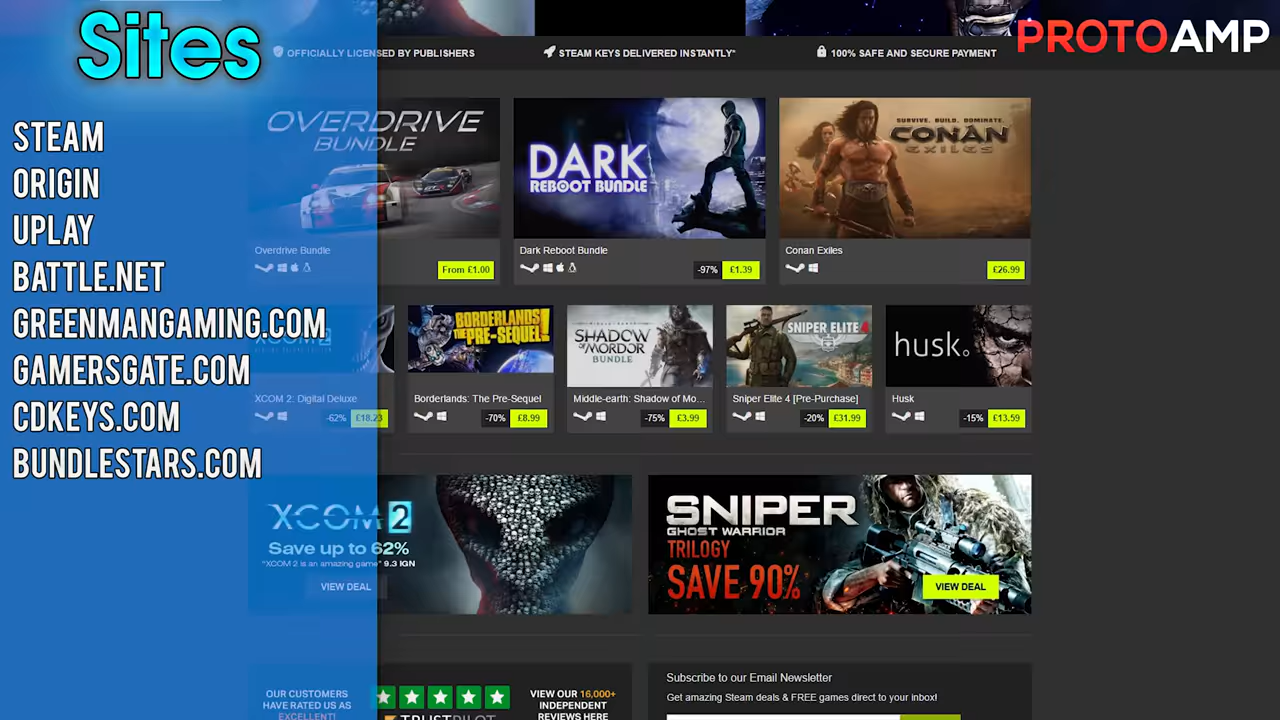 Sites
STEAM
ORIGIN
UPLAY
BATTLE.NET
GREENMANGAMING.COM
GAMERSGATE.COM
CDKEYS.COM
BUNDLESTARS.COM
PROTOAMP
OFFICIALLY LICENSED BY PUBLISHERS
STEAM KEYS DELIVERED INSTANTLY*
100% SAFE AND SECURE PAYMENT
OVERDRIVE
BUNDLE
Overdrive Bundle
From £1.00
DARK
REBOOT BUNDLE
Dark Reboot Bundle
-97% £1.39
SURVIVE. BUILD. DOMINATE.
CONAN
EXILES
Conan Exiles
£26.99
XCOM 2
XCOM 2: Digital Deluxe
-62% £18.23
BORDERLANDS
THE PRE-SEQUEL!
Borderlands: The Pre-Sequel
-70% £8.99
SHADOW
OF MORDOR
BUNDLE
Middle-earth: Shadow of Mo...
-75% £3.99
SNIPER ELITE 4
Sniper Elite 4 [Pre-Purchase]
-20% £31.99
husk.
Husk
-15% £13.59
XCOM 2
Save up to 62%
"XCOM 2 is an amazing game" 9.3 IGN
VIEW DEAL
SNIPER
GHOST WARRIOR
TRILOGY
SAVE 90%
VIEW DEAL
OUR CUSTOMERS
HAVE RATED US AS
EXCELLENT!
TRUSTPILOT
VIEW OUR 16,000+
INDEPENDENT
REVIEWS HERE
Subscribe to our Email Newsletter
Get amazing Steam deals & FREE games direct to your inbox!